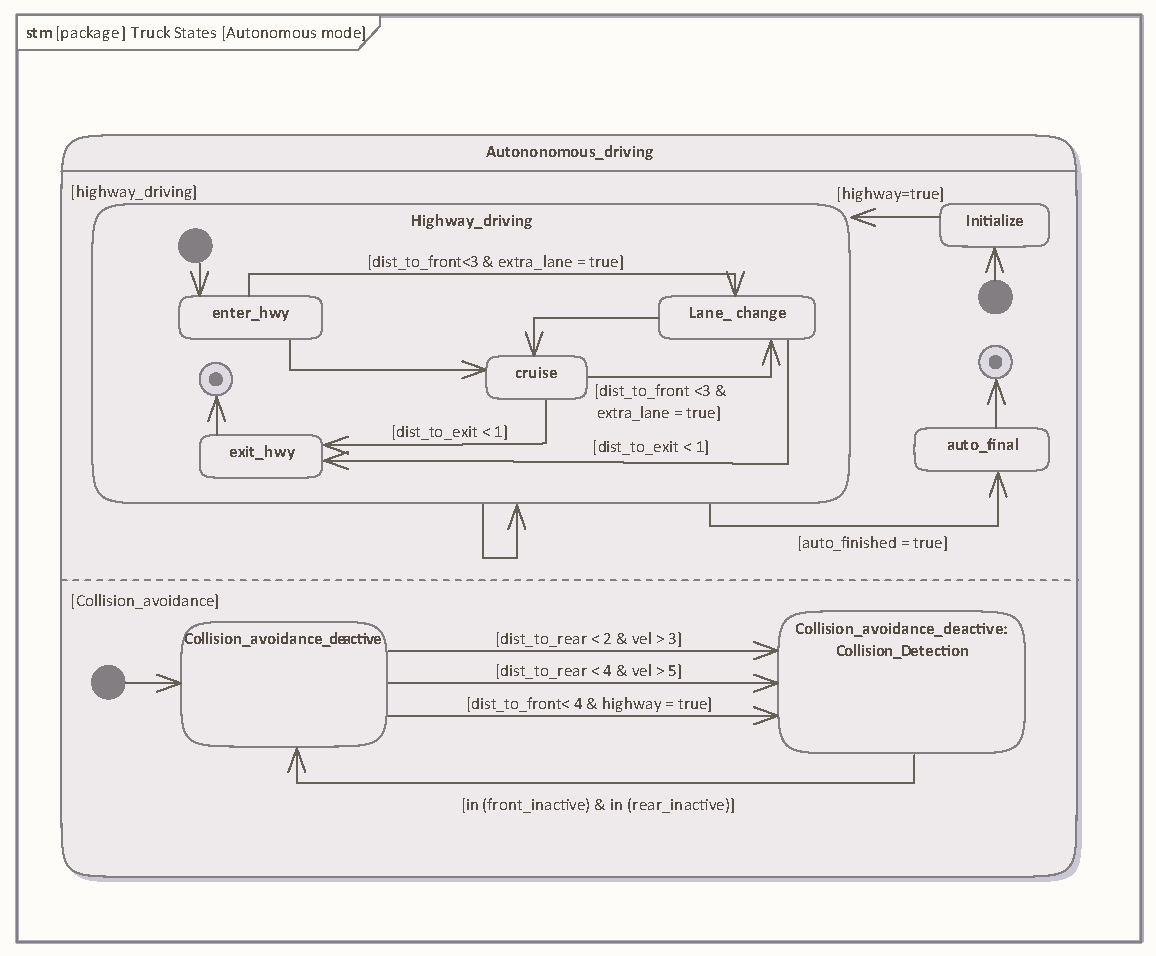 stm [package] Truck States [Autonomous mode]
Autononomous_driving
[highway_driving]
[highway=true]
Highway_driving
Initialize
[dist_to_front<3 & extra_lane = true]
enter_hwy
Lane_ change
cruise
[dist_to_front <3 &
extra_lane = true]
[dist_to_exit < 1]
[dist_to_exit < 1]
exit_hwy
auto_final
[auto_finished = true]
[Collision_avoidance]
Collision_avoidance_deactive
[dist_to_rear < 2 & vel > 3]
[dist_to_rear < 4 & vel > 5]
[dist_to_front< 4 & highway = true]
Collision_avoidance_deactive:
Collision_Detection
[in (front_inactive) & in (rear_inactive)]